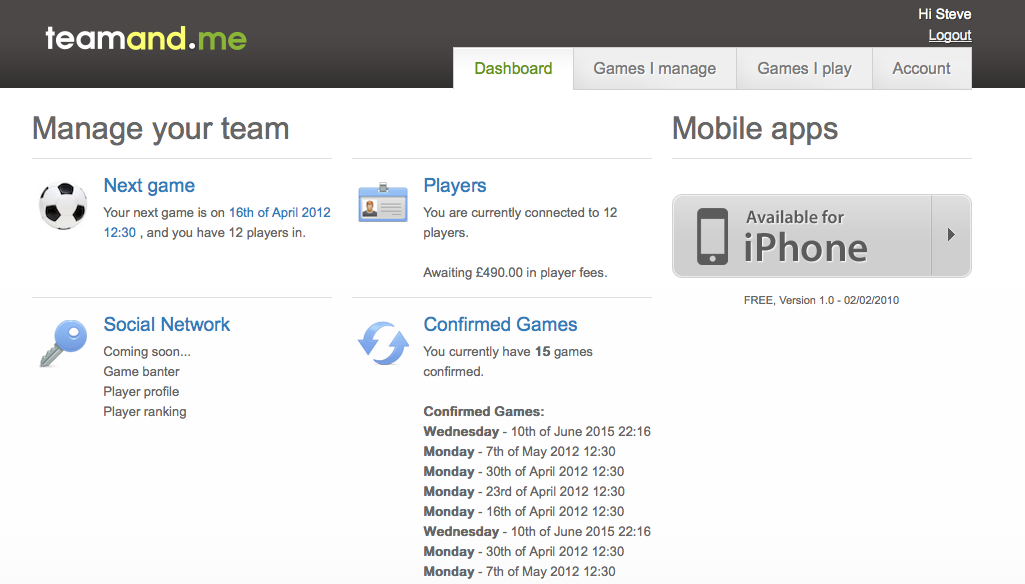 teamand.me
Hi Steve
Logout
Dashboard
Games I manage
Games I play
Account
Manage your team
Next game
Your next game is on 16th of April 2012
12:30 , and you have 12 players in.
Players
You are currently connected to 12
players.
Awaiting £490.00 in player fees.
Social Network
Coming soon...
Game banter
Player profile
Player ranking
Confirmed Games
You currently have 15 games
confirmed.
Confirmed Games:
Wednesday - 10th of June 2015 22:16
Monday - 7th of May 2012 12:30
Monday - 30th of April 2012 12:30
Monday - 23rd of April 2012 12:30
Monday - 16th of April 2012 12:30
Wednesday - 10th of June 2015 22:16
Monday - 30th of April 2012 12:30
Monday - 7th of May 2012 12:30
Mobile apps
Available for
iPhone
FREE, Version 1.0 - 02/02/2010